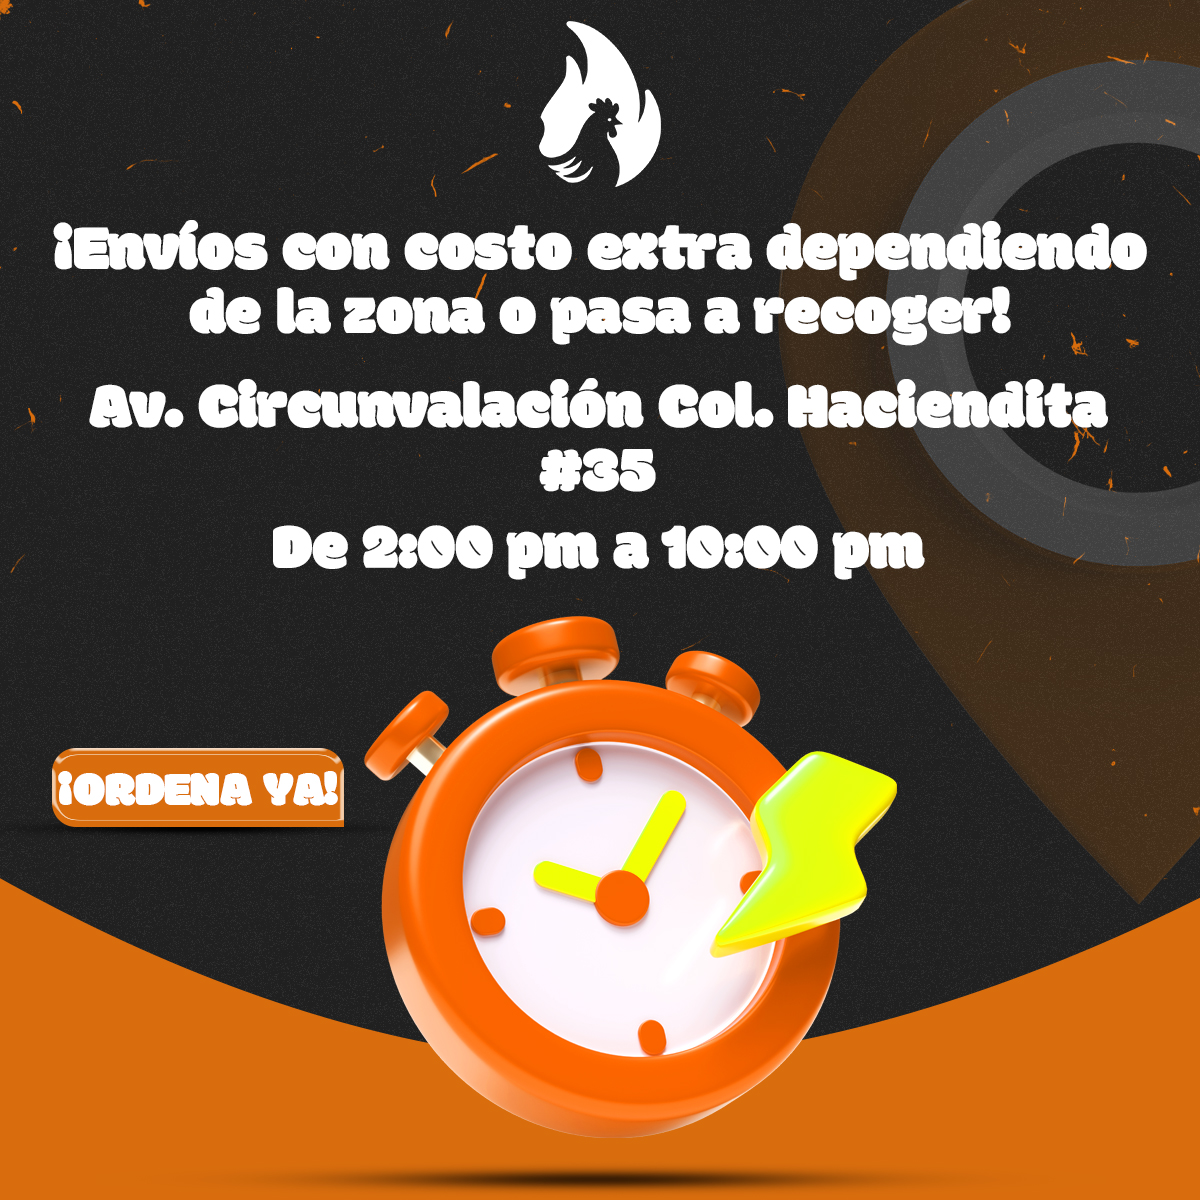 ¡Envíos con costo extra dependiendo
de la zona o pasa a recoger!
Av. Circunvalación Col. Haciendita
#35
De 2:00 pm a 10:00 pm
¡ORDENA YA!